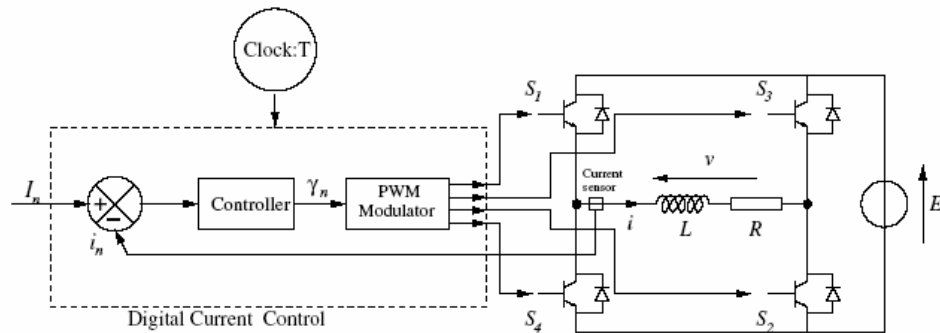 Clock:T
S1
S3
In
+
−
in
Controller
γn
PWM
Modulator
Current
sensor
v
i
L
R
E
S4
S2
Digital Current Control